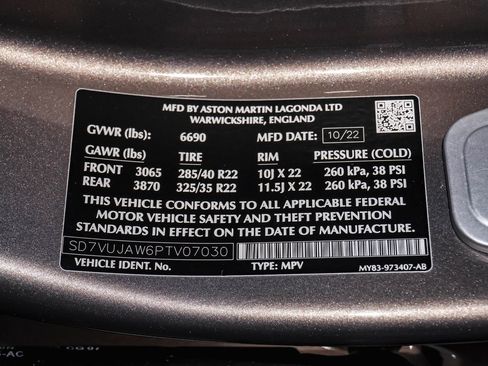 MFD BY ASTON MARTIN LAGONDA LTD
WARWICKSHIRE, ENGLAND
GVWR (lbs) 6690 MFD DATE: 10/22
GAWR (lbs) TIRE RIM PRESSURE (COLD)
FRONT 3065 285/40 R22 10J X 22 260 kPa, 38 PSI
REAR 3870 325/35 R22 11.5J X 22 260 kPa, 38 PSI
THIS VEHICLE CONFORMS TO ALL APPLICABLE FEDERAL
MOTOR VEHICLE SAFETY AND THEFT PREVENTION
STANDARDS IN EFFECT ON THE DATE OF MANUFACTURE.
SD7VUJAW6PTV07030
VEHICLE IDENT. No. TYPE: MPV MY83-973407-AB
-AC